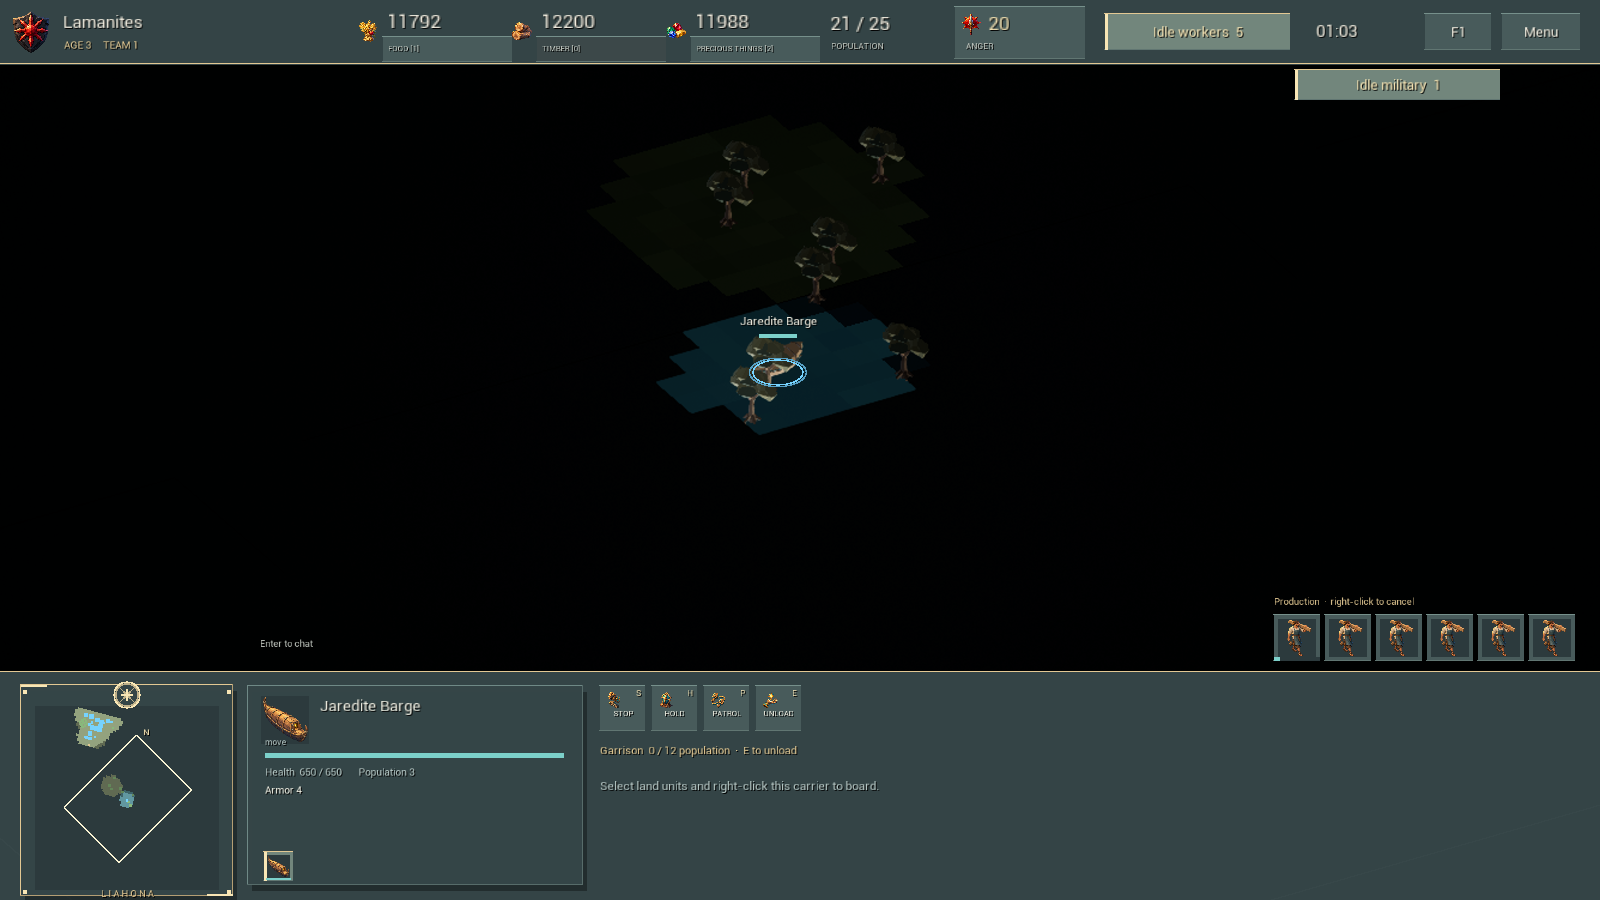 Lamanites
AGE 3 TEAM 1
11792
FOOD [1]
12200
TIMBER [0]
11988
PRECIOUS THINGS [2]
21 / 25
POPULATION
20
ANGER
Idle workers 5
01:03
F1
Menu
Idle military 1
Jaredite Barge
Production · right-click to cancel
Enter to chat
N
LIAHONA
Jaredite Barge
move
Health 650 / 650 Population 3
Armor 4
S
STOP
H
HOLD
P
PATROL
E
UNLOAD
Garrison 0 / 12 population · E to unload
Select land units and right-click this carrier to board.